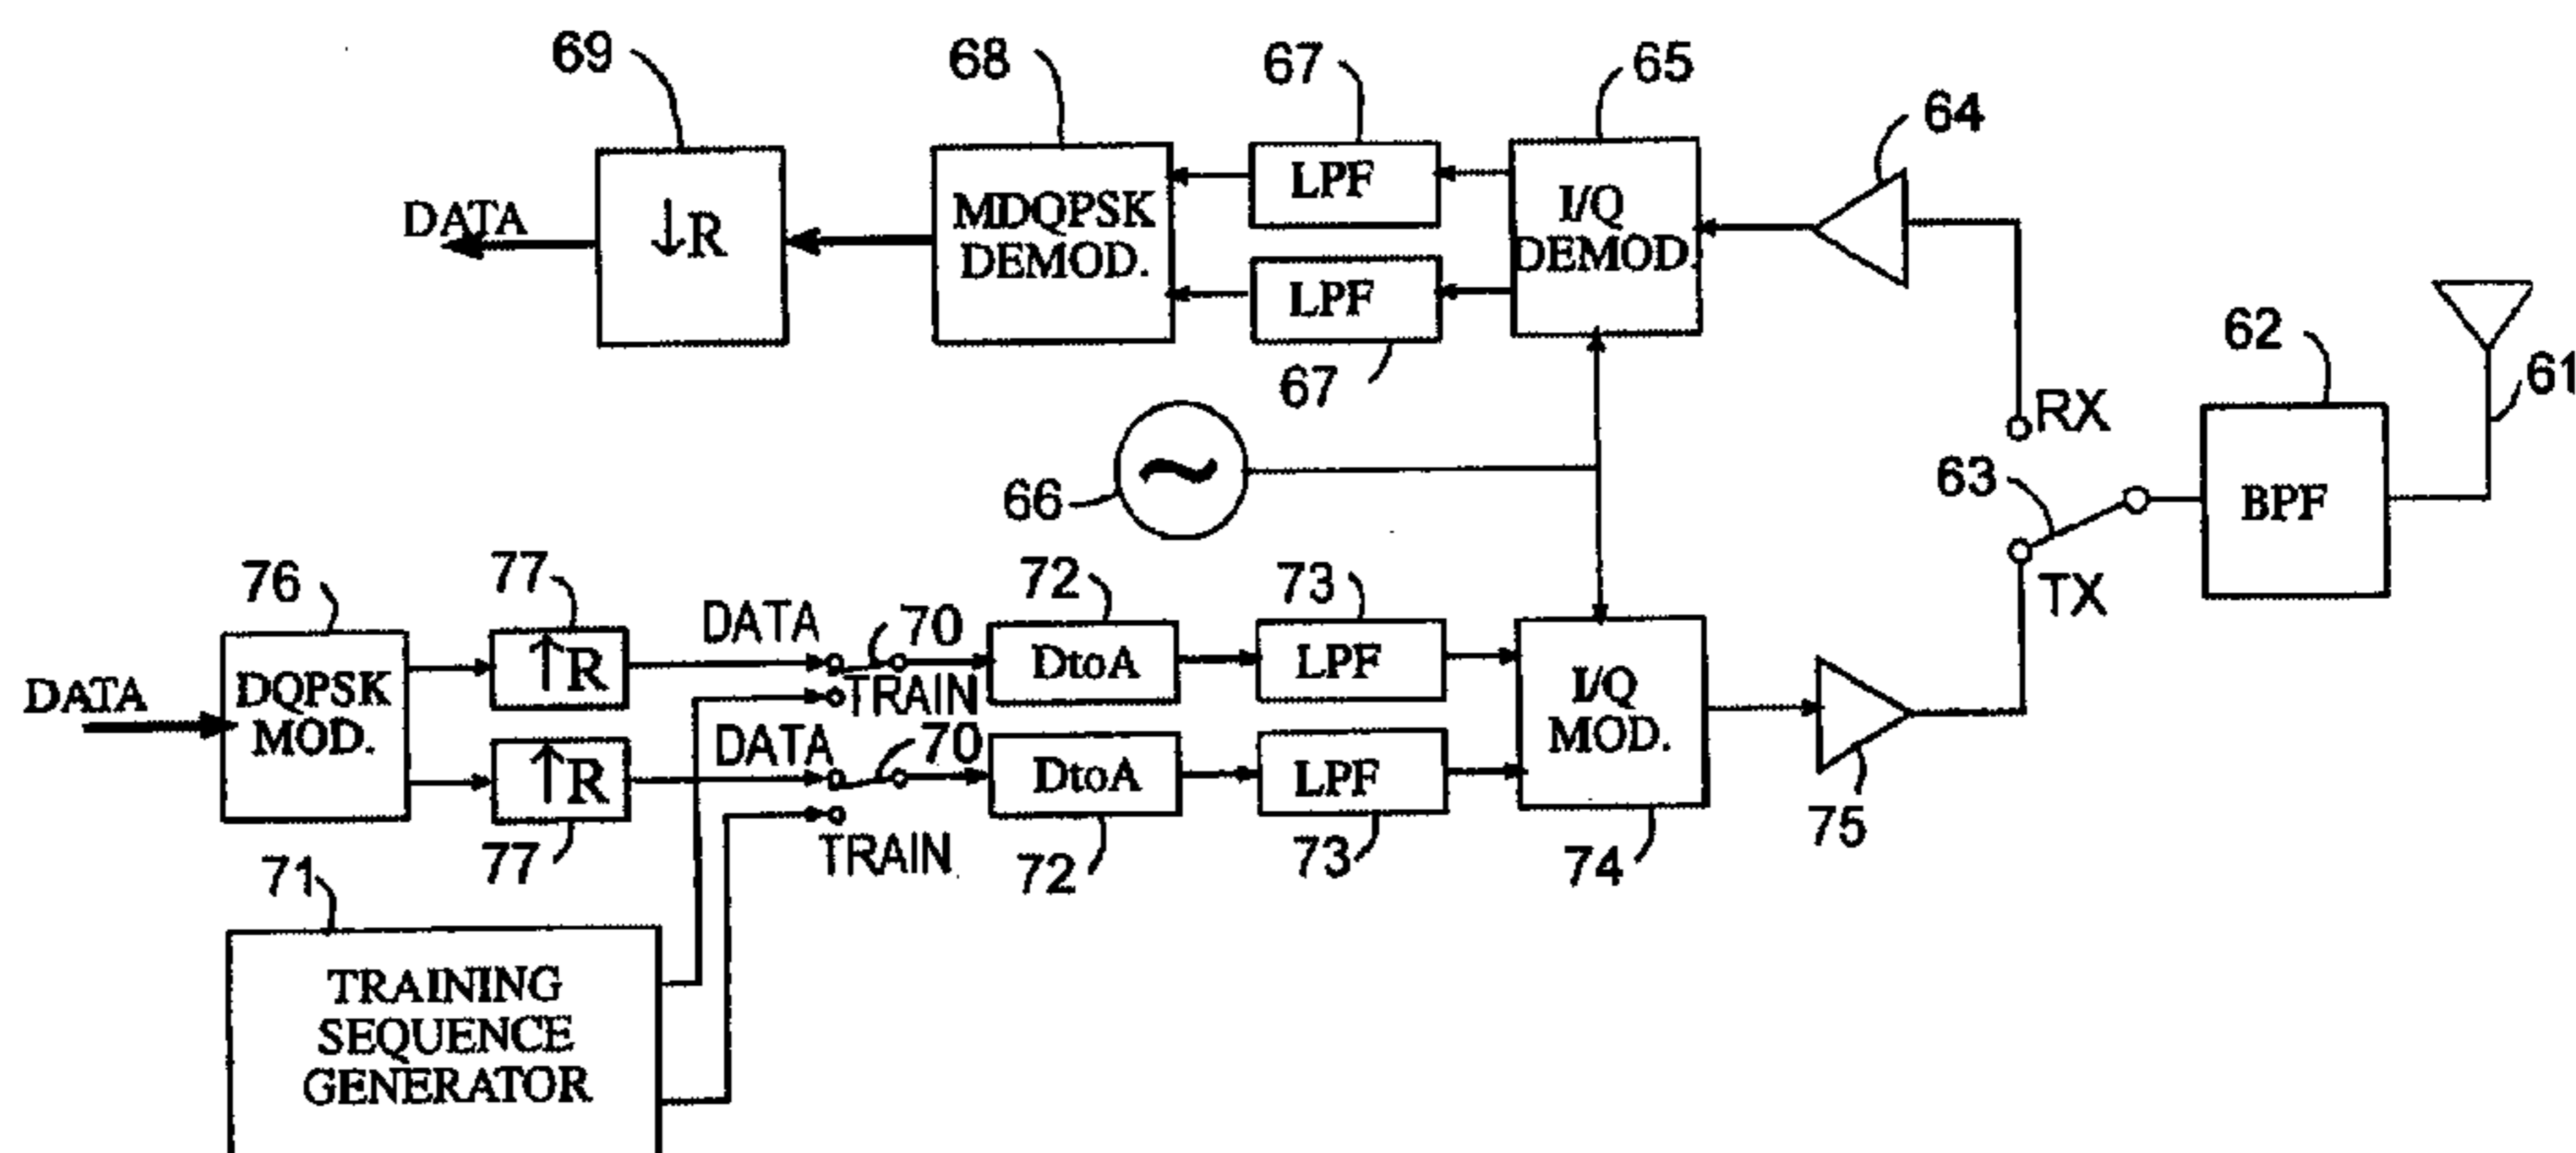 69
68
67
65
64
DATA
↓R
MDQPSK
DEMOD.
LPF
I/Q
DEMOD.
LPF
67
62
61
RX
66
63
BPF
TX
76
77
DATA
70
72
73
DATA
DQPSK
MOD.
↑R
TRAIN
DtoA
LPF
I/Q
MOD.
↑R
DATA
70
TRAIN
DtoA
LPF
75
77
72
73
74
71
TRAINING
SEQUENCE
GENERATOR